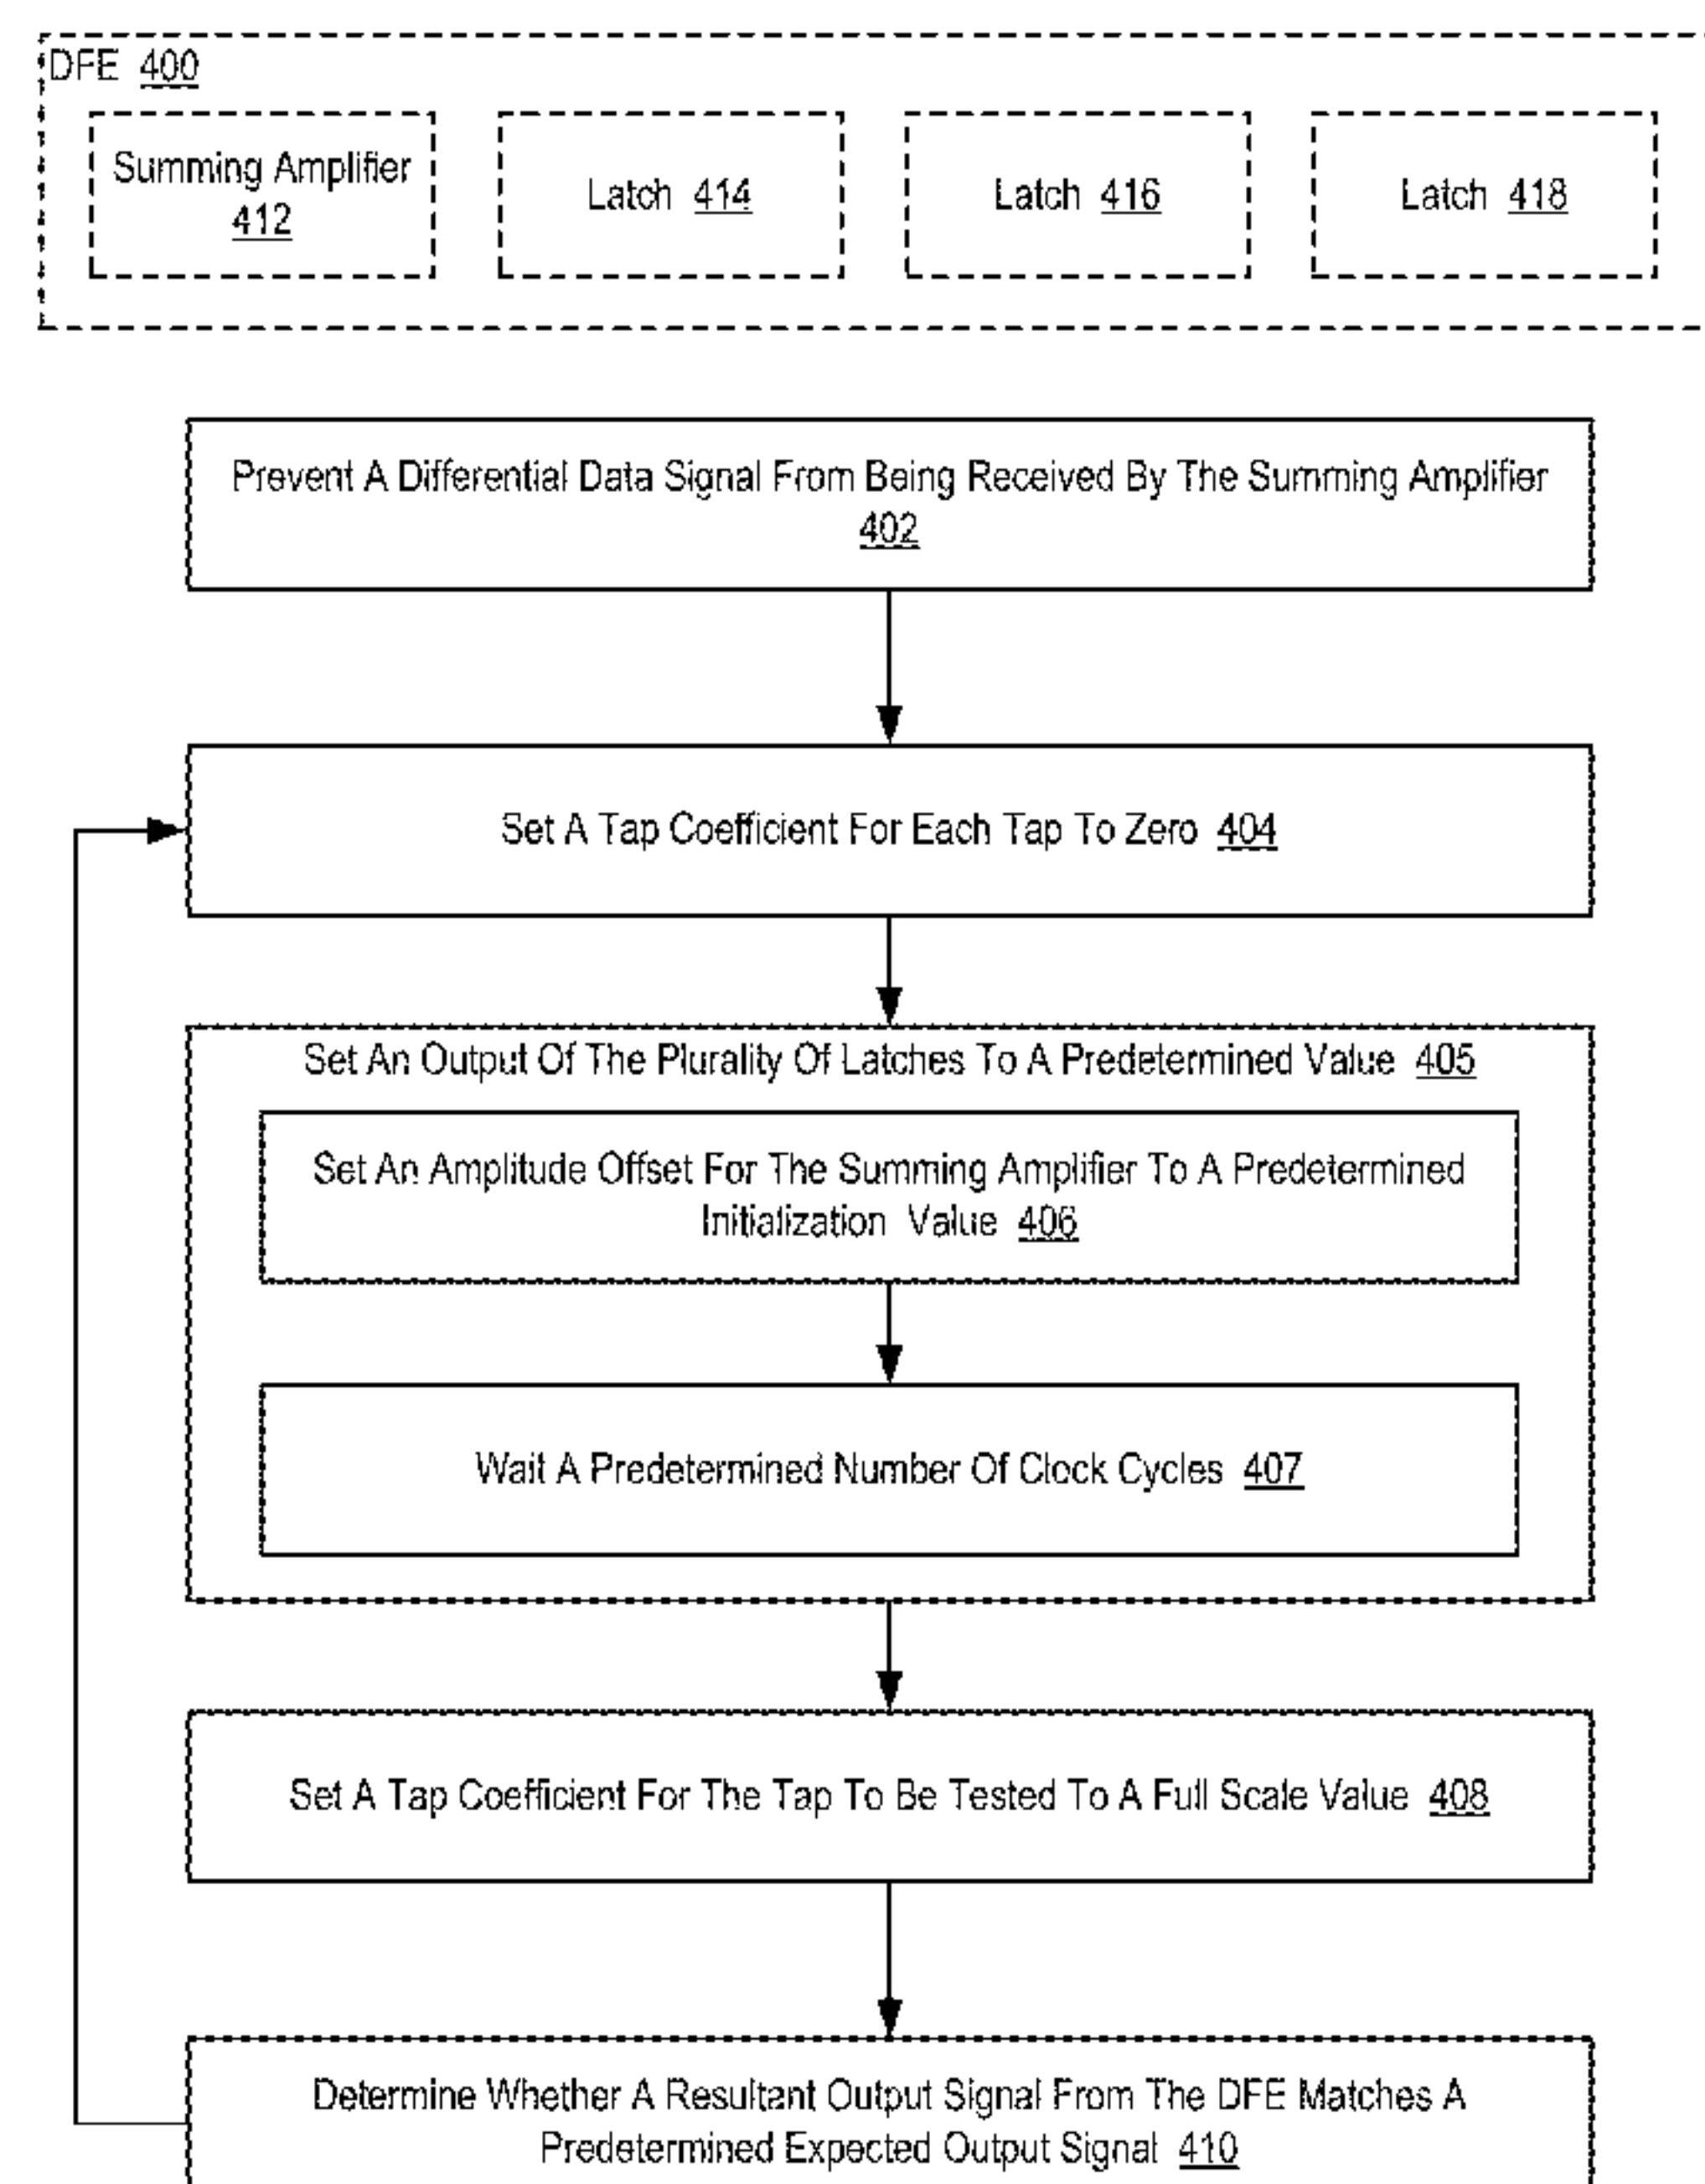 DFE 400
Summing Amplifier
412
Latch 414
Latch 416
Latch 418
Prevent A Differential Data Signal From Being Received By The Summing Amplifier
402
Set A Tap Coefficient For Each Tap To Zero 404
Set An Output Of The Plurality Of Latches To A Predetermined Value 405
Set An Amplitude Offset For The Summing Amplifier To A Predetermined
Initialization Value 406
Wait A Predetermined Number Of Clock Cycles 407
Set A Tap Coefficient For The Tap To Be Tested To A Full Scale Value 408
Determine Whether A Resultant Output Signal From The DFE Matches A
Predetermined Expected Output Signal 410